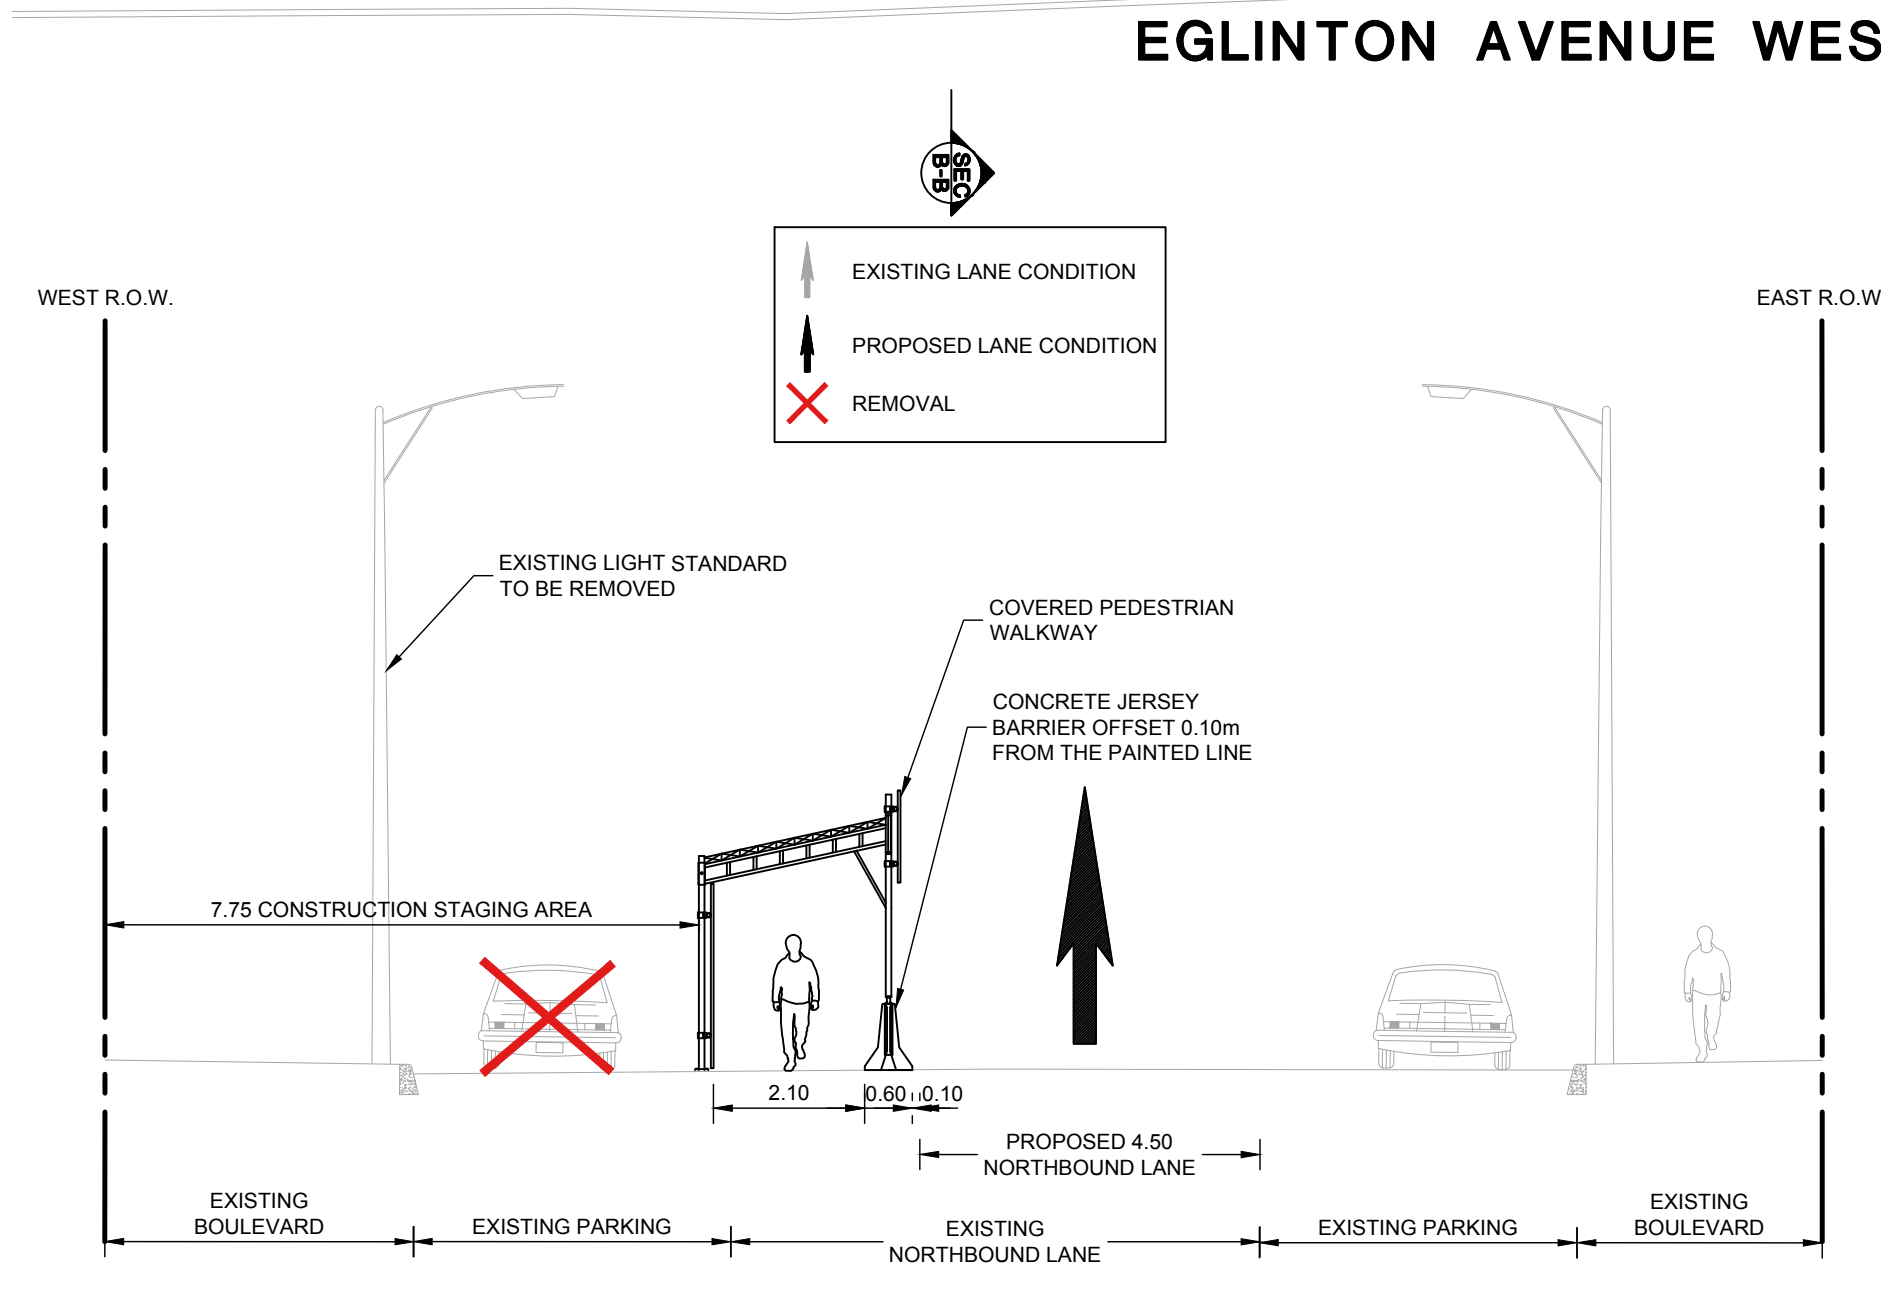 EGLINTON AVENUE WES
SEC
B-B
EXISTING LANE CONDITION
PROPOSED LANE CONDITION
REMOVAL
WEST R.O.W.
EAST R.O.W
EXISTING LIGHT STANDARD
TO BE REMOVED
COVERED PEDESTRIAN
WALKWAY
CONCRETE JERSEY
BARRIER OFFSET 0.10m
FROM THE PAINTED LINE
7.75 CONSTRUCTION STAGING AREA
2.10
0.60
0.10
PROPOSED 4.50
NORTHBOUND LANE
EXISTING
BOULEVARD
EXISTING PARKING
EXISTING
NORTHBOUND LANE
EXISTING PARKING
EXISTING
BOULEVARD